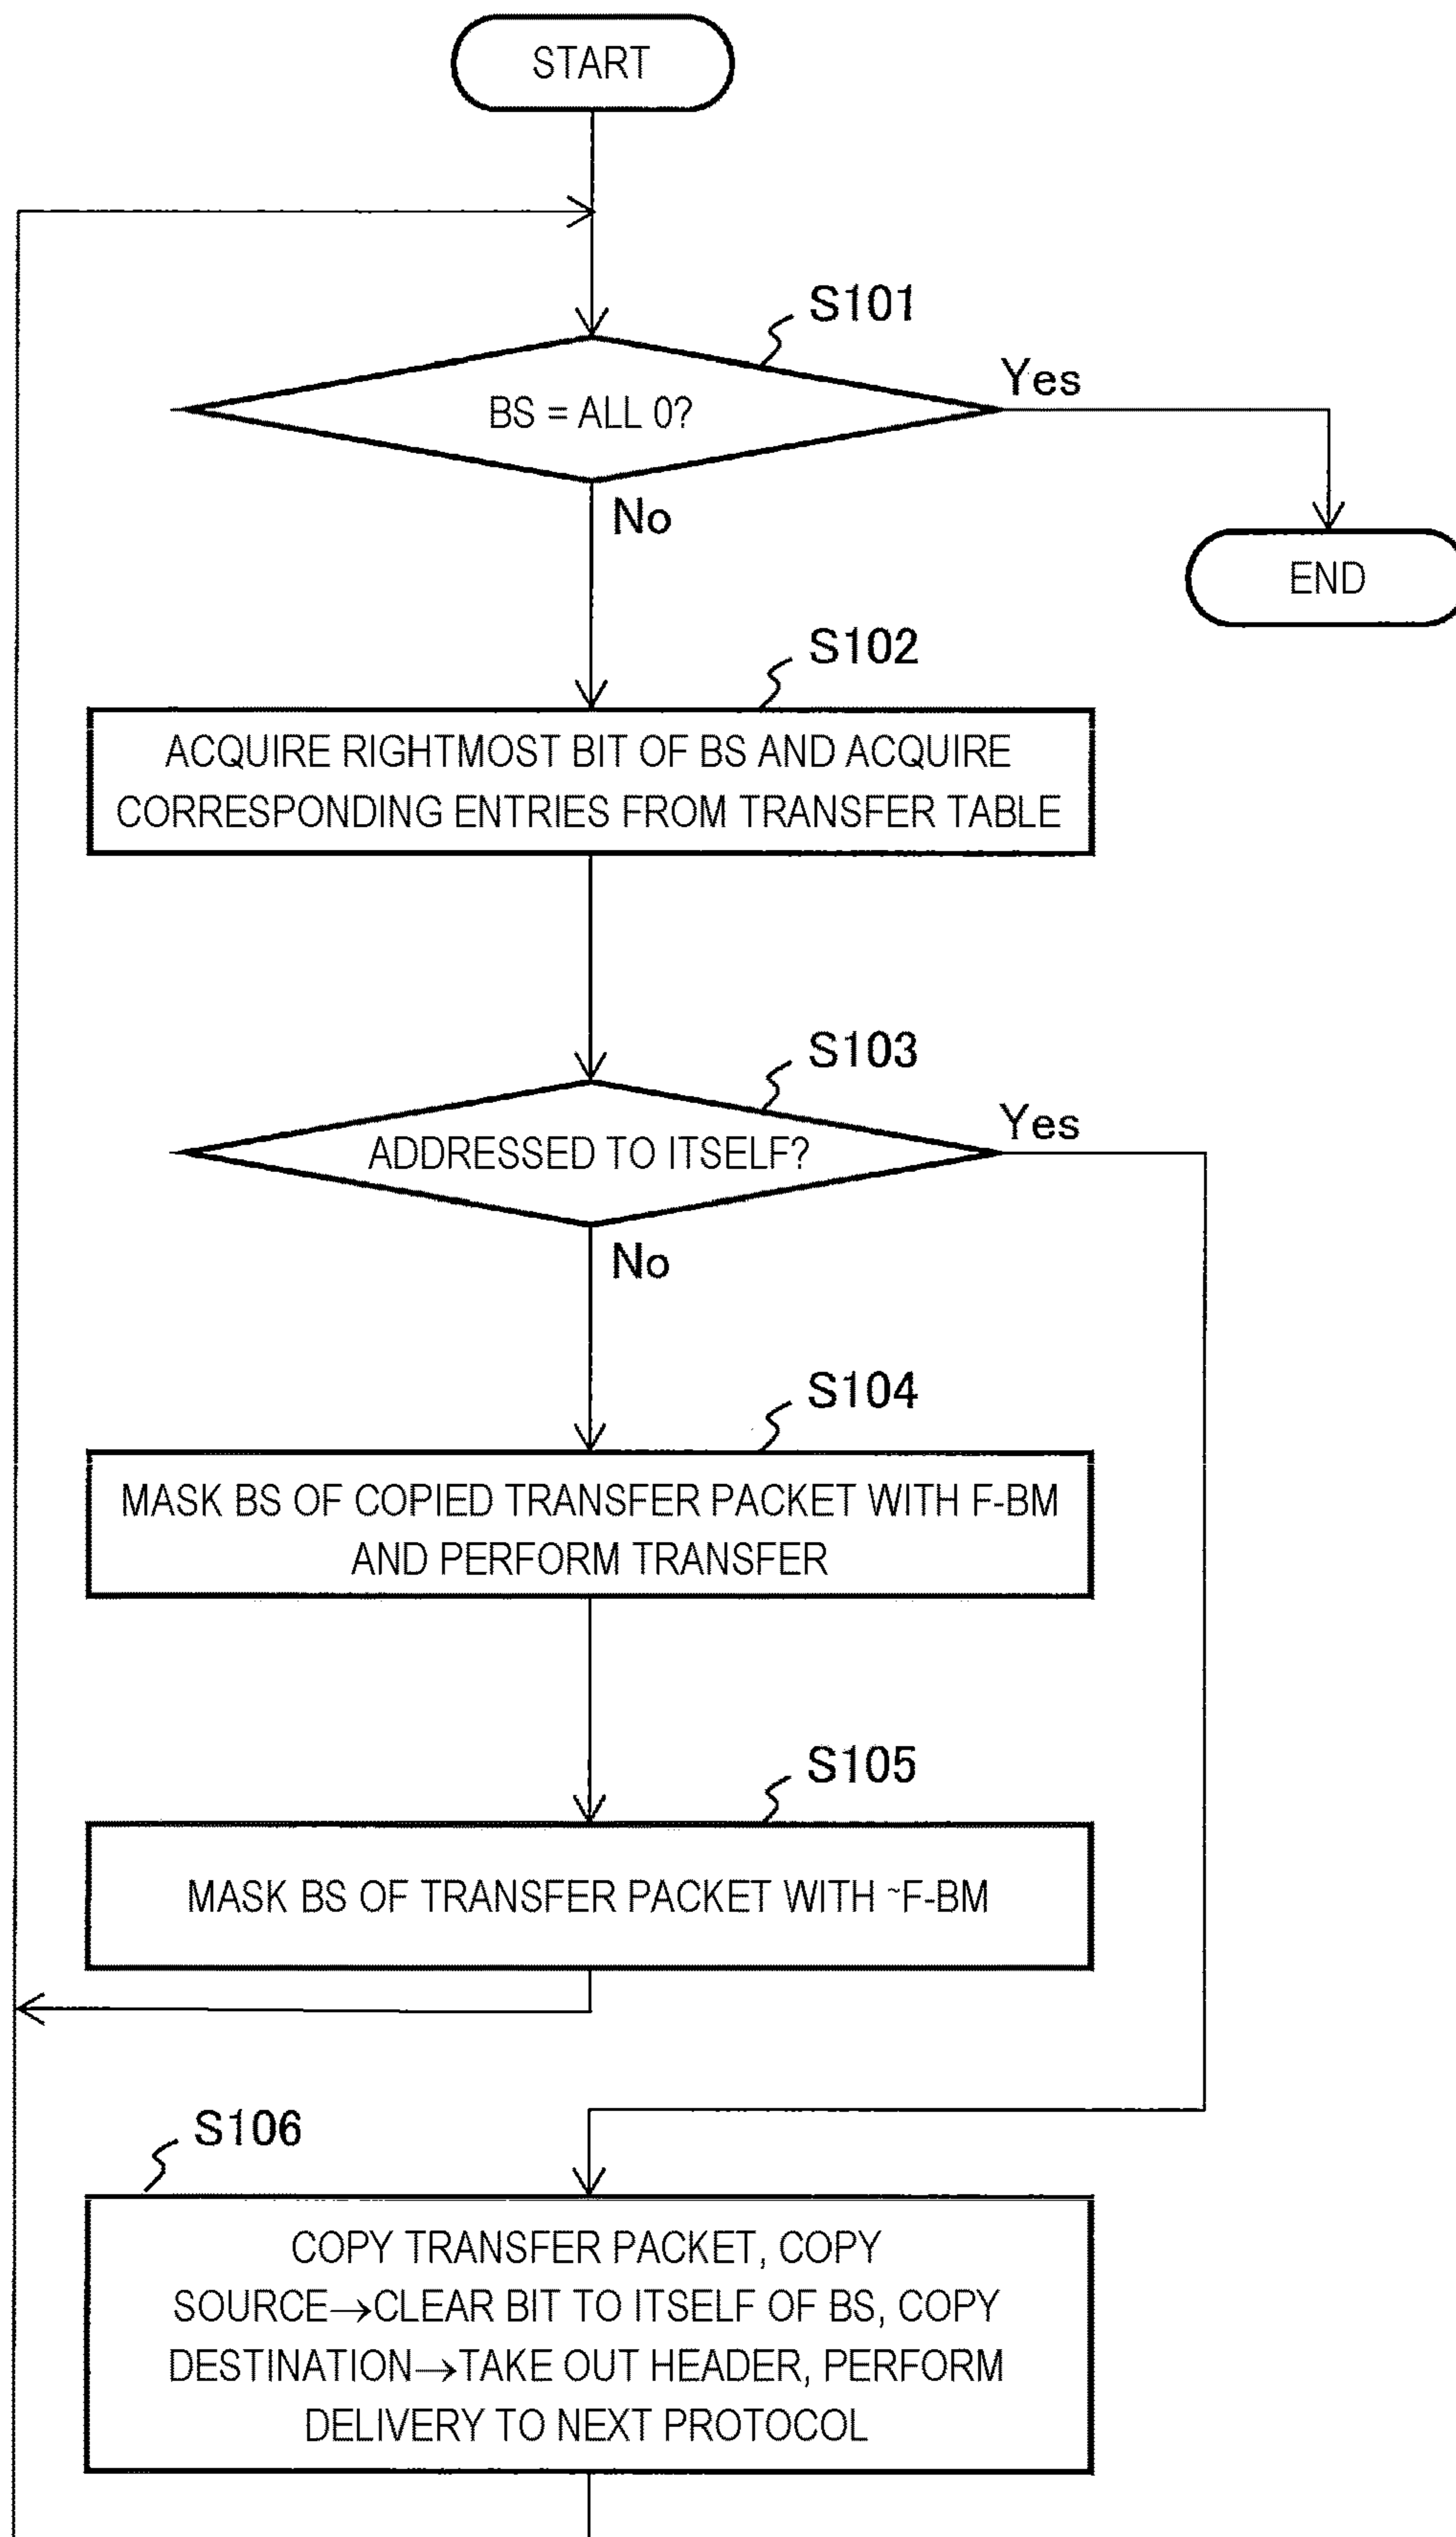 START
S101
BS = ALL 0?
Yes
No
END
S102
ACQUIRE RIGHTMOST BIT OF BS AND ACQUIRE
CORRESPONDING ENTRIES FROM TRANSFER TABLE
S103
ADDRESSED TO ITSELF?
Yes
No
S104
MASK BS OF COPIED TRANSFER PACKET WITH F-BM
AND PERFORM TRANSFER
S105
MASK BS OF TRANSFER PACKET WITH ~F-BM
S106
COPY TRANSFER PACKET, COPY
SOURCE→CLEAR BIT TO ITSELF OF BS, COPY
DESTINATION→TAKE OUT HEADER, PERFORM
DELIVERY TO NEXT PROTOCOL